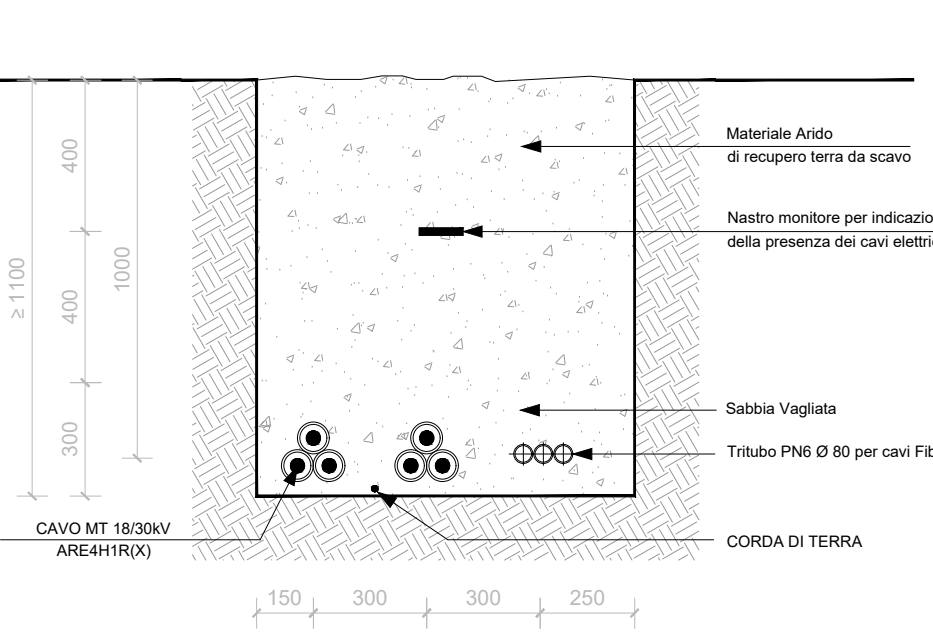 Materiale Arido
di recupero terra da scavo
Nastro monitore per indicazio
della presenza dei cavi elettri
400
1000
≥1100
400
Sabbia Vagliata
300
Tritubo PN6 Ø 80 per cavi Fib
CAVO MT 18/30kV
ARE4H1R(X)
CORDA DI TERRA
150 300 300 250